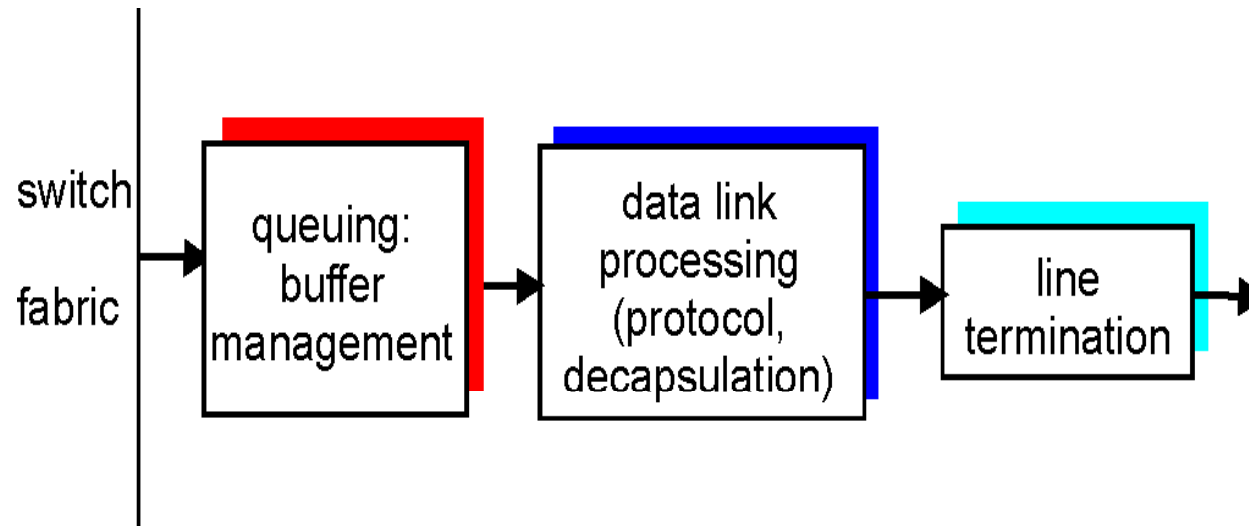 switch
fabric
queuing:
buffer
management
data link
processing
(protocol,
decapsulation)
line
termination